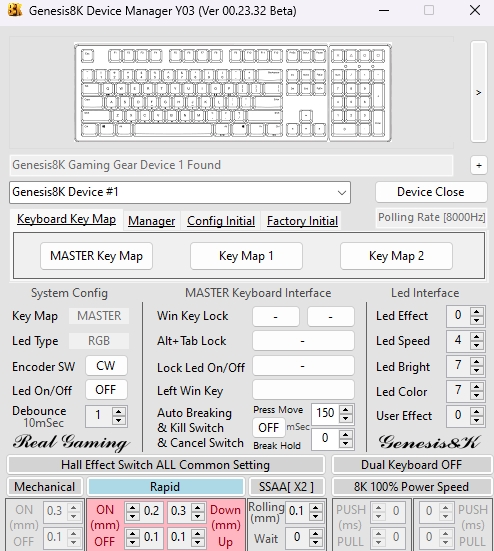 Genesis8K Device Manager Y03 (Ver 00.23.32 Beta)
>
Genesis8K Gaming Gear Device 1 Found
+
Genesis8K Device #1
Device Close
Keyboard Key Map Manager Config Initial Factory Initial
Polling Rate [8000Hz]
MASTER Key Map Key Map 1 Key Map 2
System Config MASTER Keyboard Interface Led Interface
Key Map MASTER Win Key Lock - - Led Effect 0
Led Type RGB Alt+Tab Lock - Led Speed 4
Encoder SW CW Lock Led On/Off - Led Bright 7
Led On/Off OFF Left Win Key - Led Color 7
Debounce 10mSec 1 Auto Breaking & Kill Switch & Cancel Switch Press Move 150 OFF mSec Break Hold 0 User Effect 0
Real Gaming Genesis8K
Hall Effect Switch ALL Common Setting Dual Keyboard OFF
Mechanical Rapid SSAA[ X2 ] 8K 100% Power Speed
ON 0.3 ON 0.2 0.3 Down Rolling 0.1 PUSH 0 0 PUSH
(mm) (mm) (mm) (mm) (ms) (ms)
OFF 0.1 OFF 0.1 0.1 Up Wait 0 PULL 0 0 PULL